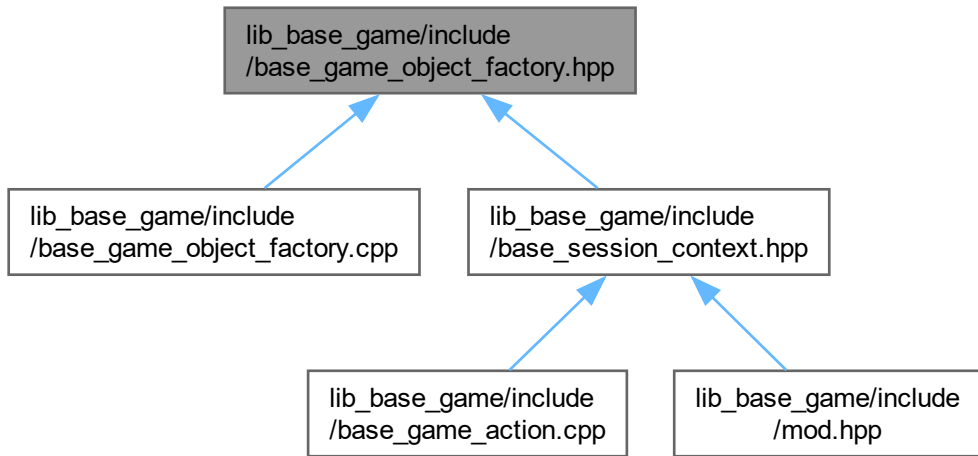 lib_base_game/include
/base_game_object_factory.hpp
lib_base_game/include
/base_game_object_factory.cpp
lib_base_game/include
/base_session_context.hpp
lib_base_game/include
/base_game_action.cpp
lib_base_game/include
/mod.hpp